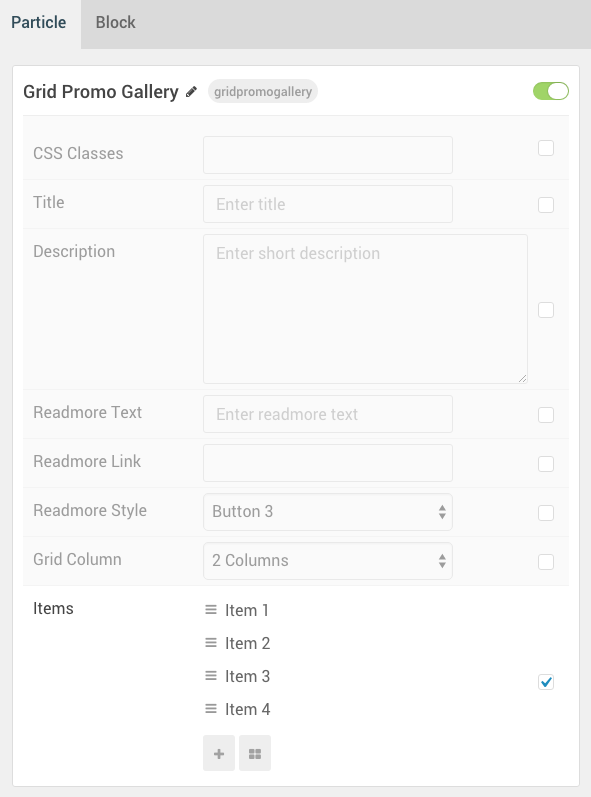 Particle Block
Grid Promo Gallery gridpromogallery
CSS Classes
Title Enter title
Description Enter short description
Readmore Text Enter readmore text
Readmore Link
Readmore Style Button 3
Grid Column 2 Columns
Items Item 1
Item 2
Item 3
Item 4